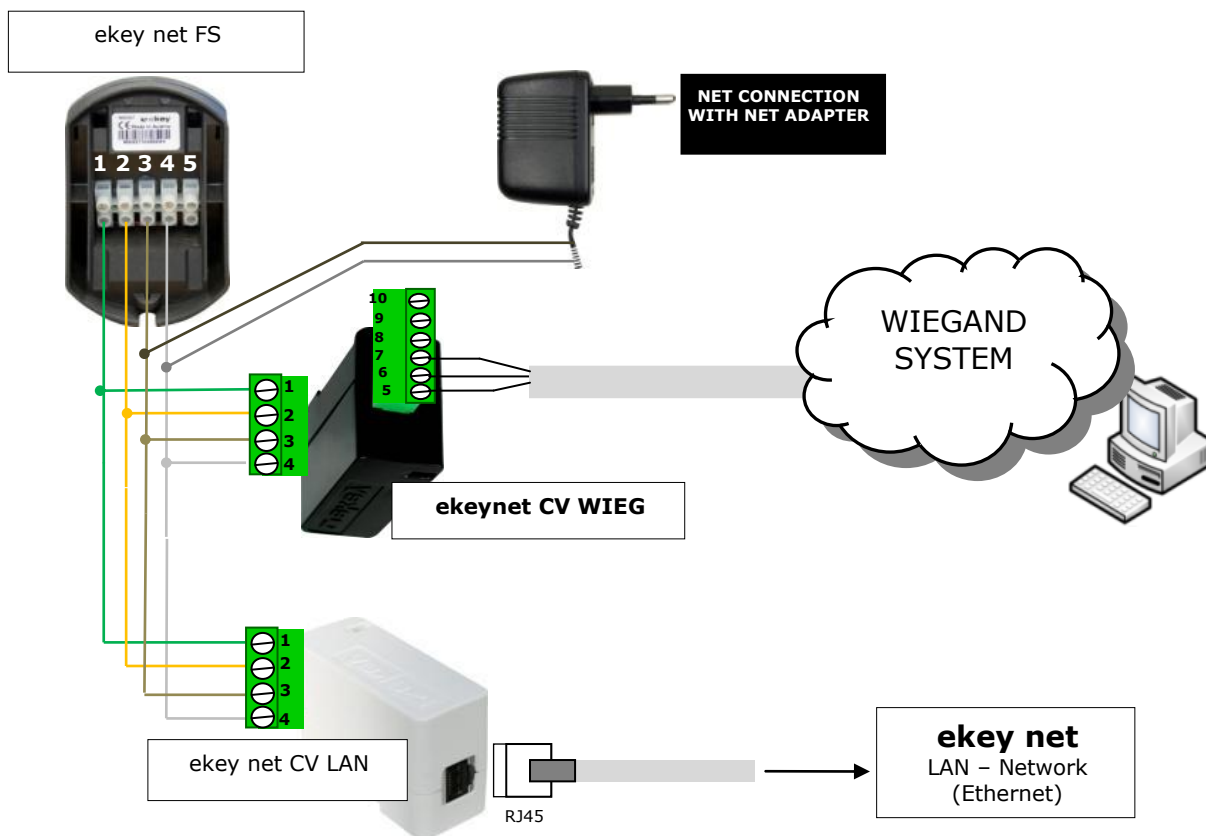 ekey net FS
NET CONNECTION
WITH NET ADAPTER
ekey
1 2 3 4 5
10
9
8
7
6
5
WIEGAND
SYSTEM
1
2
3
4
ekeynet CV WIEG
1
2
3
4
ekey net CV LAN
RJ45
ekey net
LAN – Network
(Ethernet)